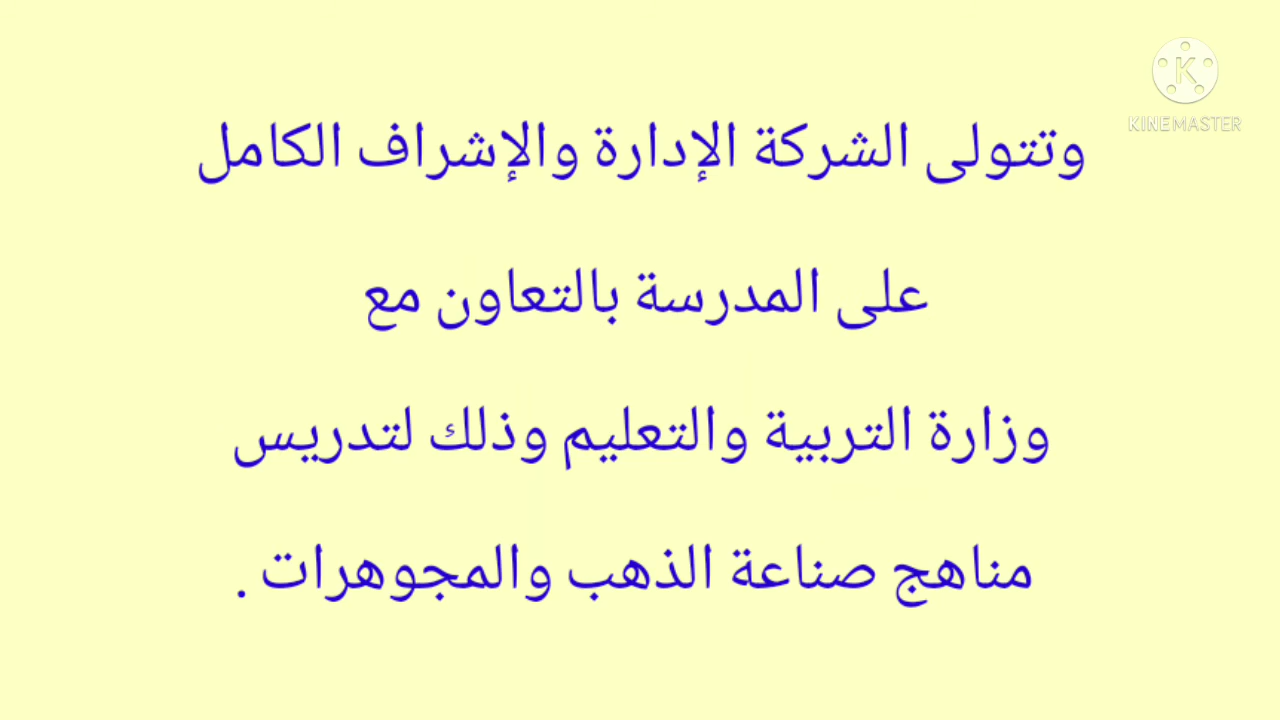 KINEMASTER
وتتولى الشركة الإدارة والإشراف الكامل
على المدرسة بالتعاون مع
وزارة التربية والتعليم وذلك لتدريس
مناهج صناعة الذهب والمجوهرات .